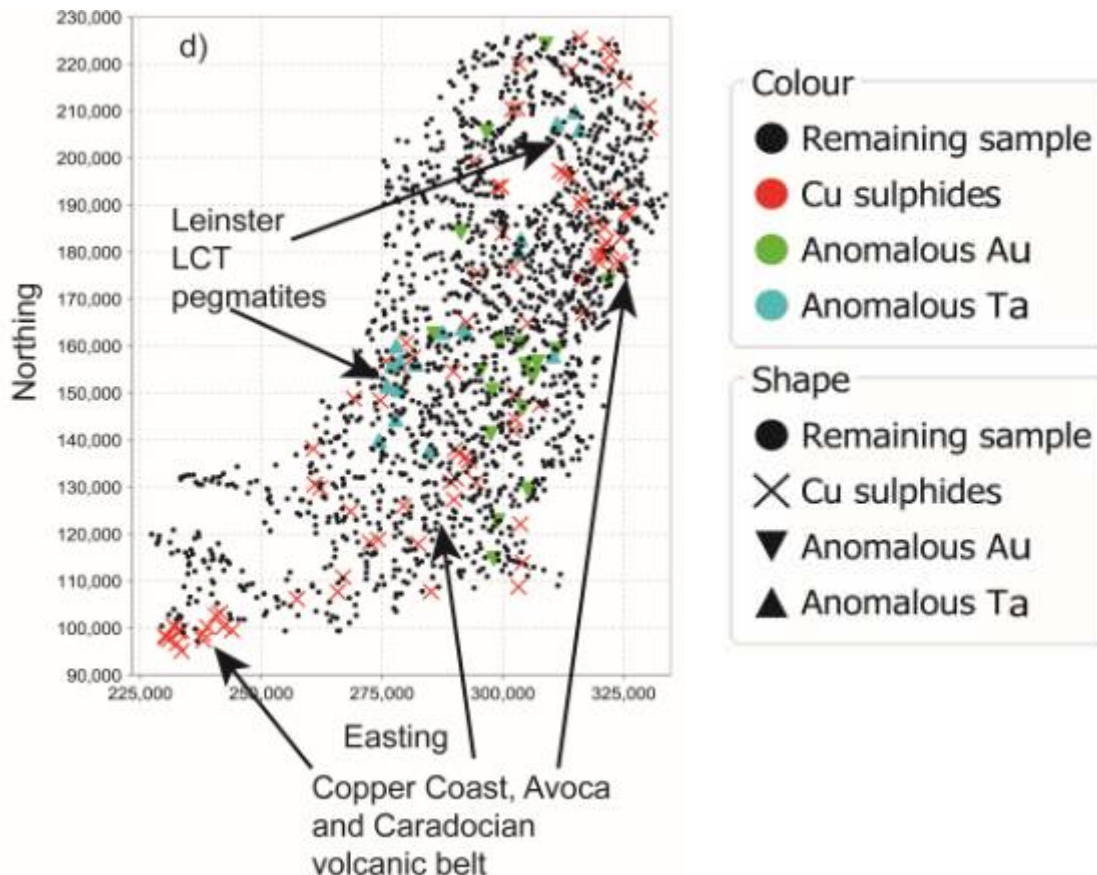 230,000
d)
220,000
210,000
200,000
190,000
180,000
170,000
160,000
150,000
140,000
130,000
120,000
110,000
100,000
90,000
Northing
Leinster
LCT
pegmatites
225,000 250,000 275,000 300,000 325,000
Easting
Copper Coast, Avoca
and Caradocian
volcanic belt
Colour
Remaining sample
Cu sulphides
Anomalous Au
Anomalous Ta
Shape
Remaining sample
Cu sulphides
Anomalous Au
Anomalous Ta